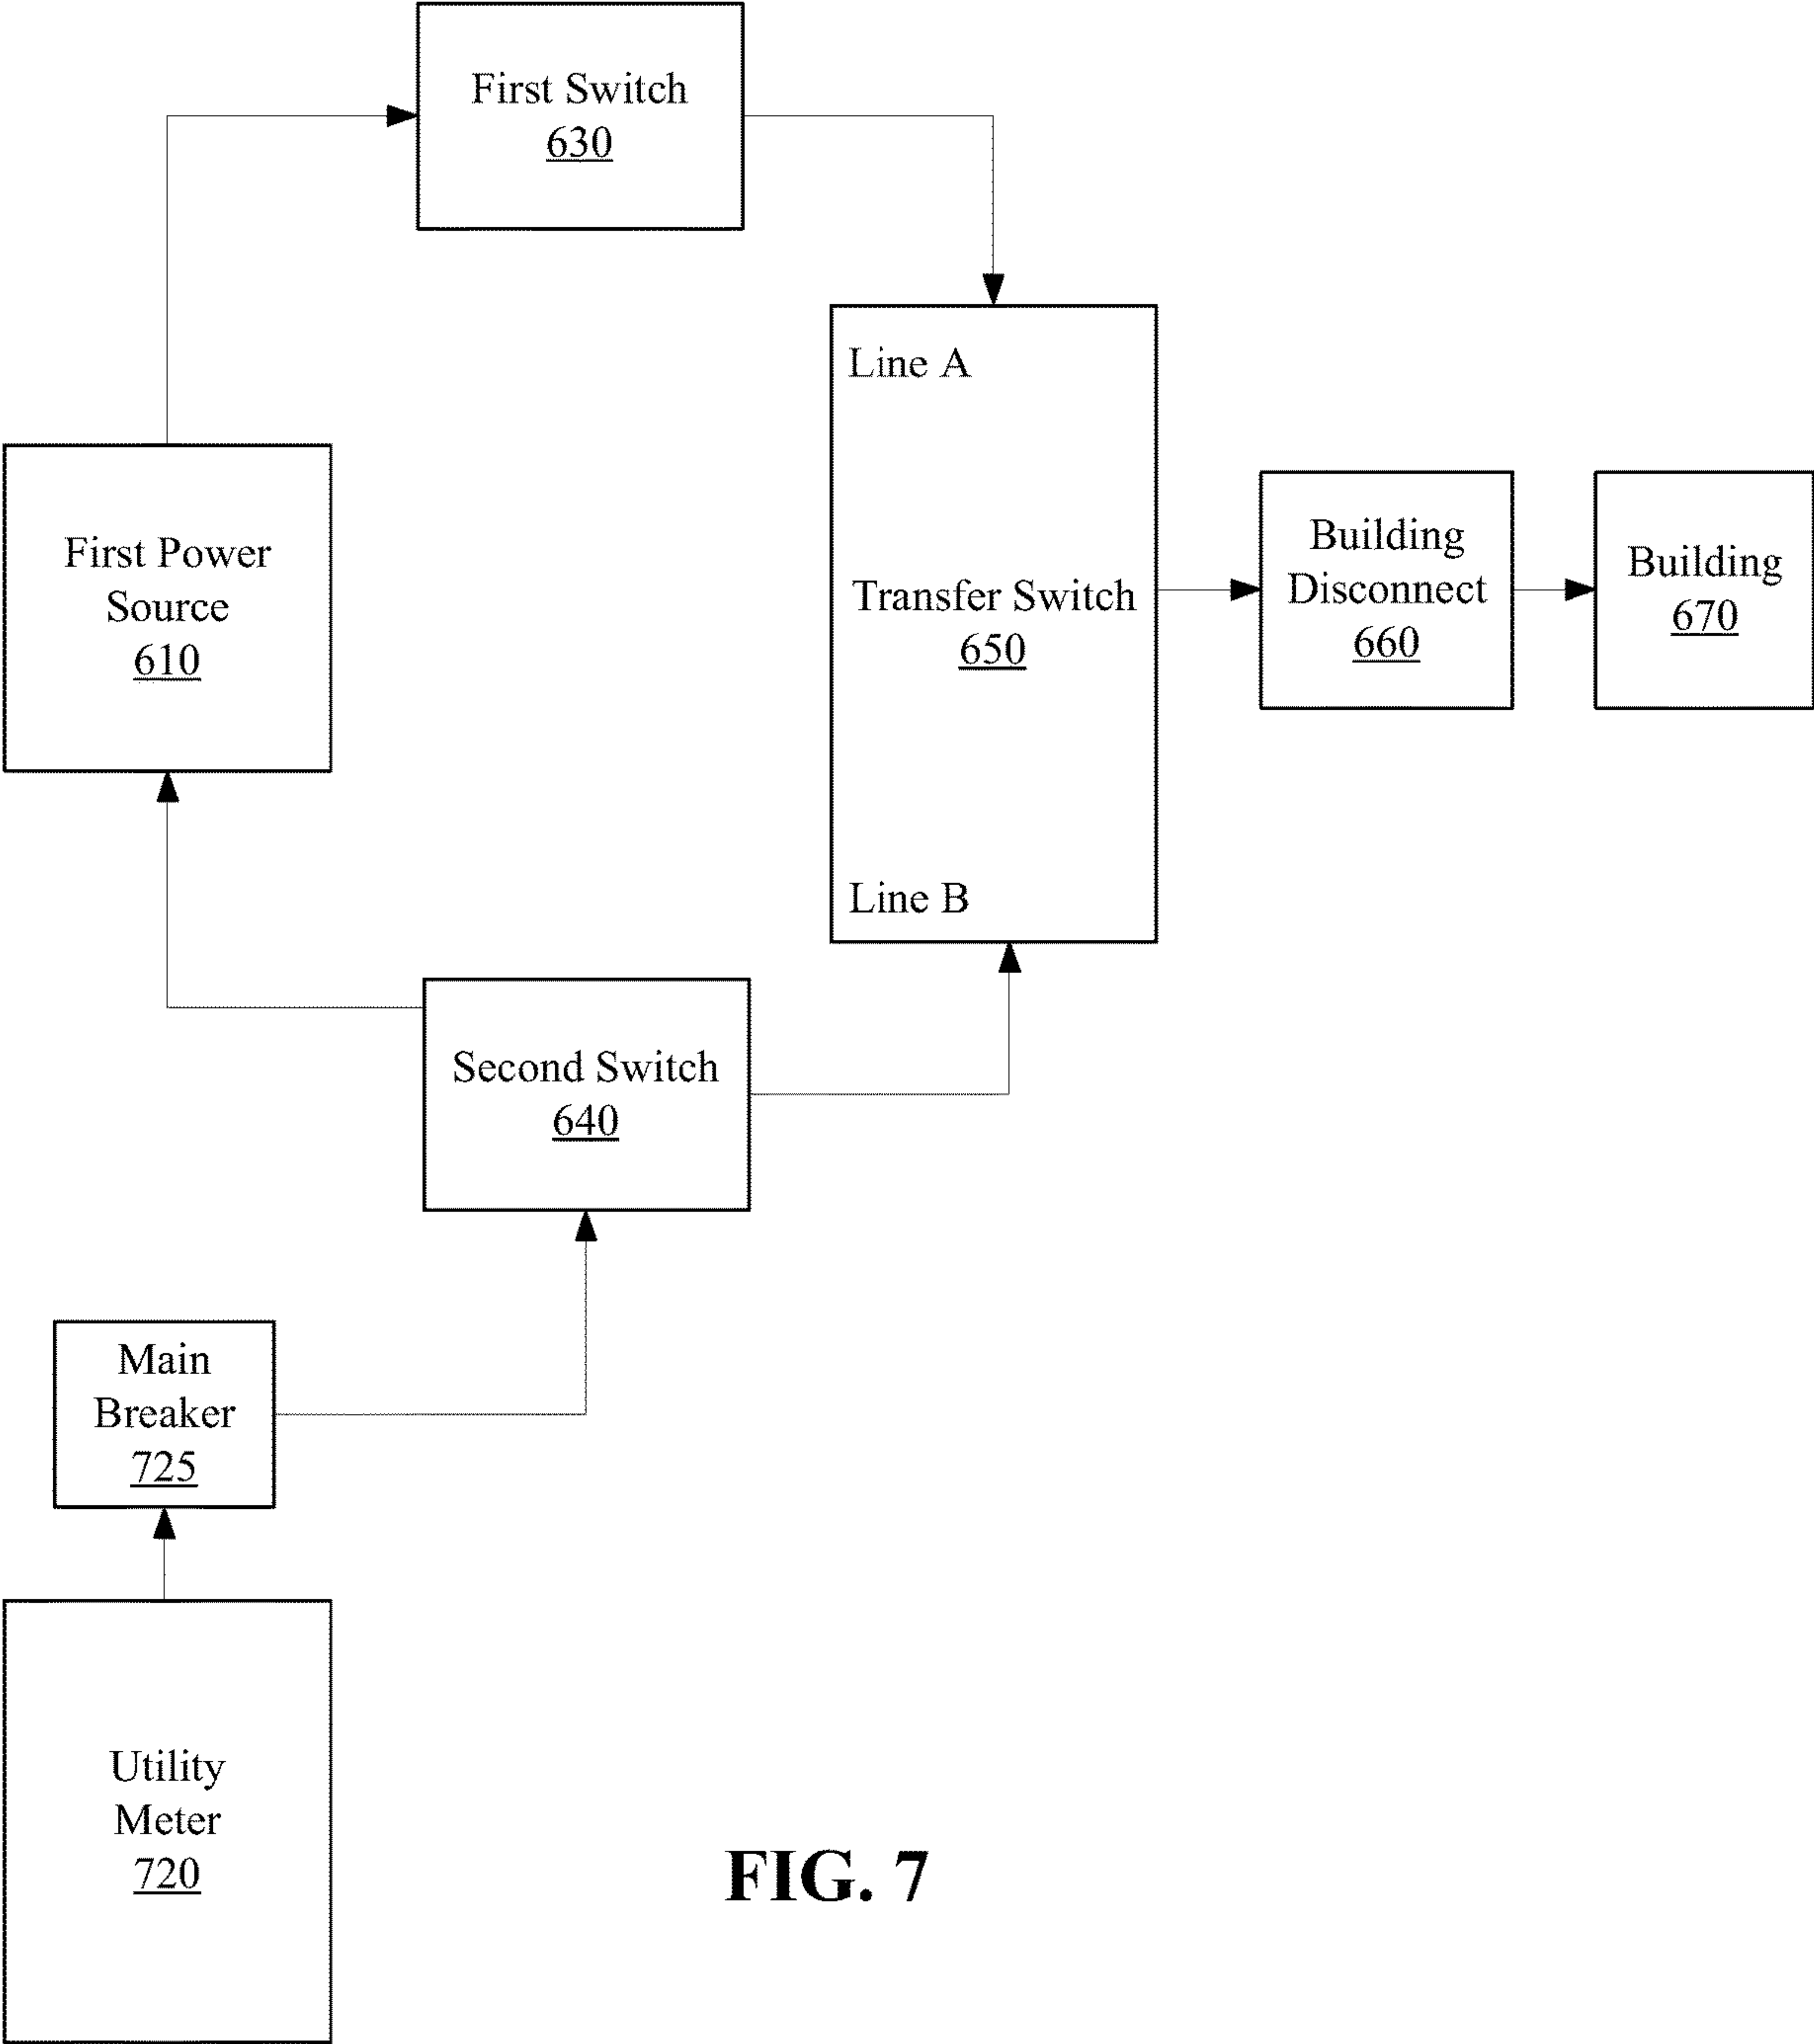 First Switch
630
Line A
First Power
Source
610
Transfer Switch
650
Building
Disconnect
660
Building
670
Line B
Second Switch
640
Main
Breaker
725
Utility
Meter
720
FIG. 7